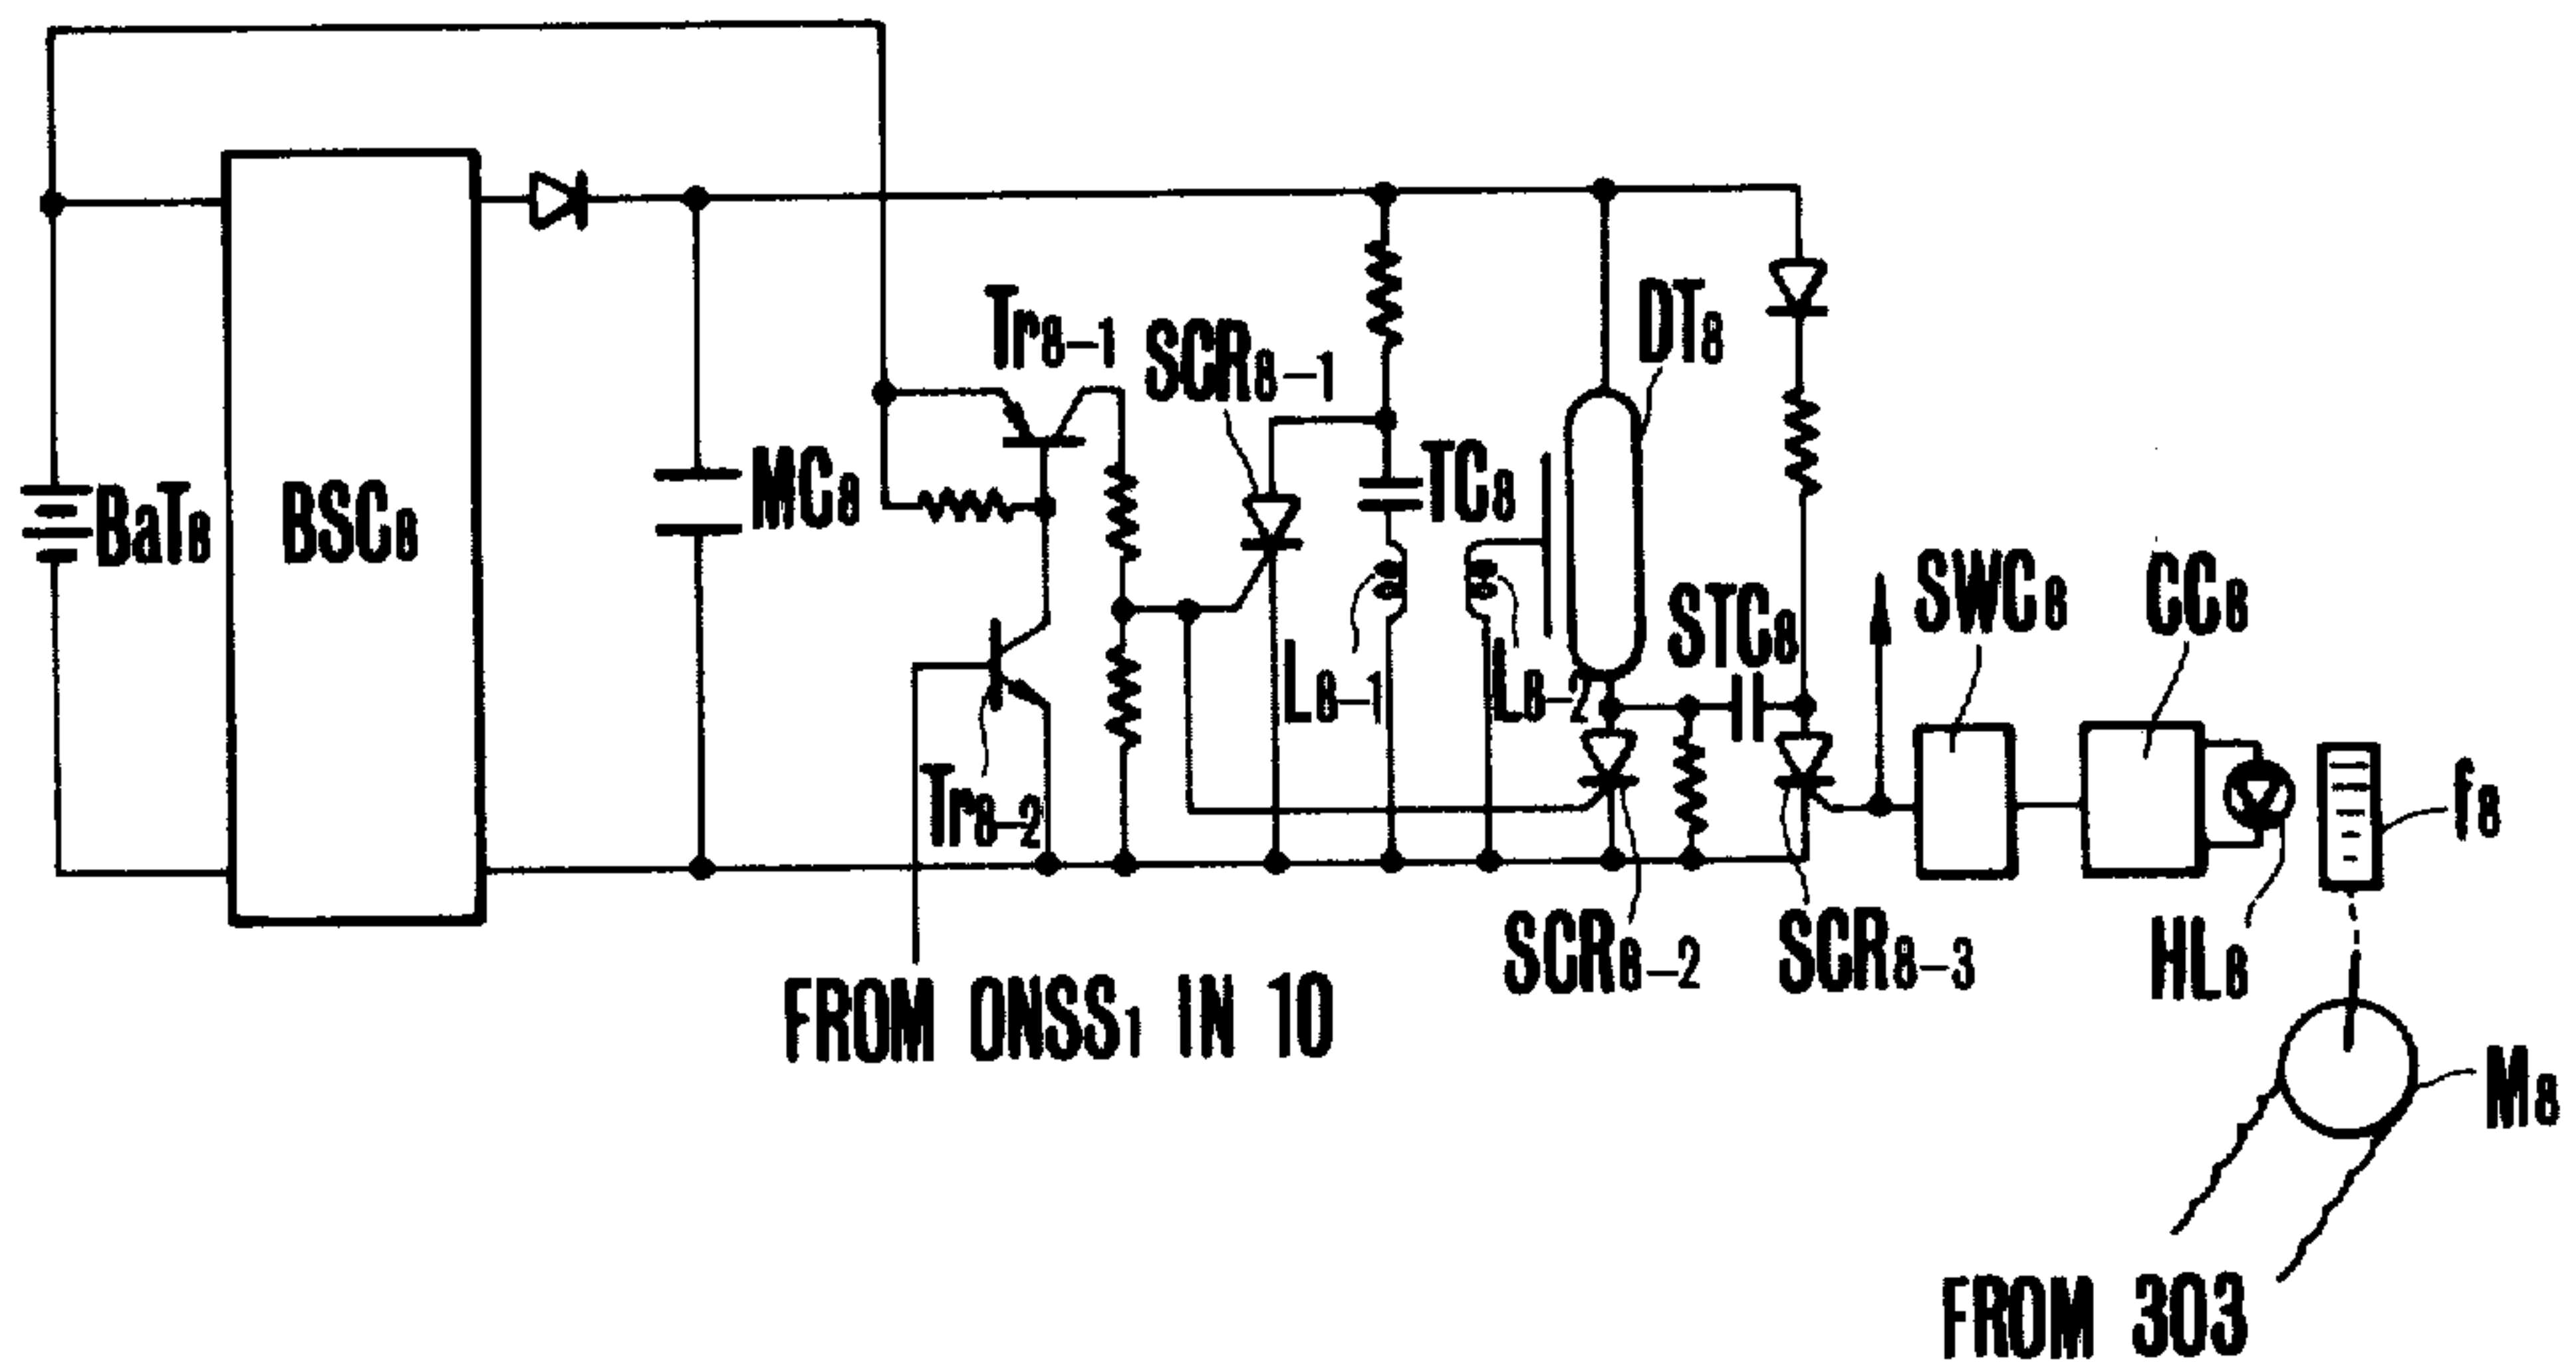 Tr8-1
SCR8-1
DT8
BaT8
BSC8
MC8
TC8
SWC8
CC8
STC8
L8-1
L8-2
Tr8-2
f8
SCR8-2
SCR8-3
HL8
FROM ONSS1 IN 10
M8
FROM 303